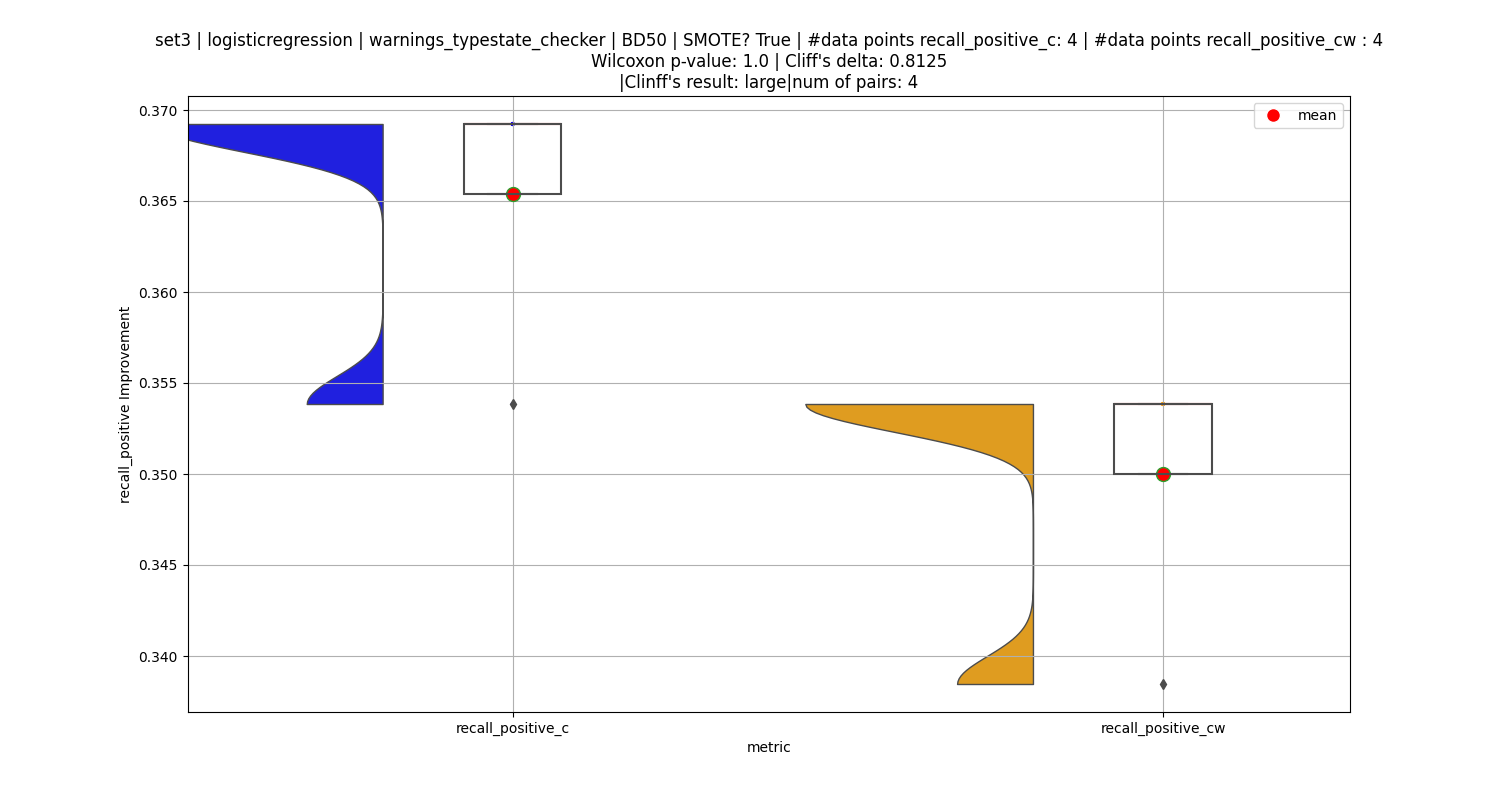 set3 | logisticregression | warnings_typestate_checker | BD50 | SMOTE? True | #data points recall_positive_c: 4 | #data points recall_positive_cw : 4
Wilcoxon p-value: 1.0 | Cliff's delta: 0.8125
|Clinff's result: large|num of pairs: 4
mean
0.370
0.365
0.360
0.355
0.350
0.345
0.340
recall_positive Improvement
recall_positive_c
recall_positive_cw
metric